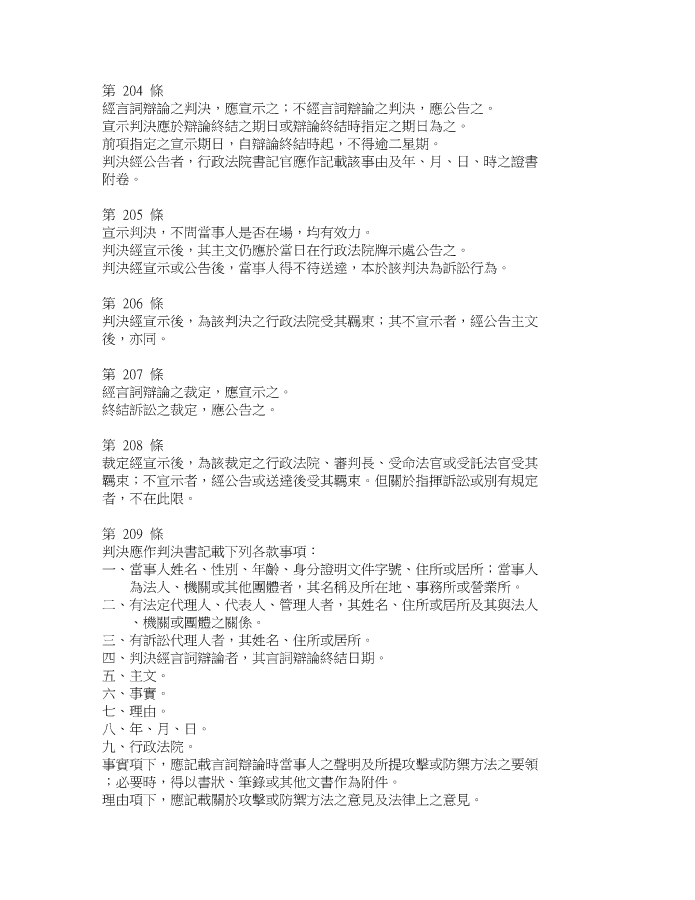 第 204 條
經言詞辯論之判決，應宣示之；不經言詞辯論之判決，應公告之。
宣示判決應於辯論終結之期日或辯論終結時指定之期日為之。
前項指定之宣示期日，自辯論終結時起，不得逾二星期。
判決經公告者，行政法院書記官應作記載該事由及年、月、日、時之證書
附卷。
第 205 條
宣示判決，不問當事人是否在場，均有效力。
判決經宣示後，其主文仍應於當日在行政法院牌示處公告之。
判決經宣示或公告後，當事人得不待送達，本於該判決為訴訟行為。
第 206 條
判決經宣示後，為該判決之行政法院受其羈束；其不宣示者，經公告主文
後，亦同。
第 207 條
經言詞辯論之裁定，應宣示之。
終結訴訟之裁定，應公告之。
第 208 條
裁定經宣示後，為該裁定之行政法院、審判長、受命法官或受託法官受其
羈束；不宣示者，經公告或送達後受其羈束。但關於指揮訴訟或別有規定
者，不在此限。
第 209 條
判決應作判決書記載下列各款事項：
一、當事人姓名、性別、年齡、身分證明文件字號、住所或居所；當事人
為法人、機關或其他團體者，其名稱及所在地、事務所或營業所。
二、有法定代理人、代表人、管理人者，其姓名、住所或居所及其與法人
、機關或團體之關係。
三、有訴訟代理人者，其姓名、住所或居所。
四、判決經言詞辯論者，其言詞辯論終結日期。
五、主文。
六、事實。
七、理由。
八、年、月、日。
九、行政法院。
事實項下，應記載言詞辯論時當事人之聲明及所提攻擊或防禦方法之要領
；必要時，得以書狀、筆錄或其他文書作為附件。
理由項下，應記載關於攻擊或防禦方法之意見及法律上之意見。